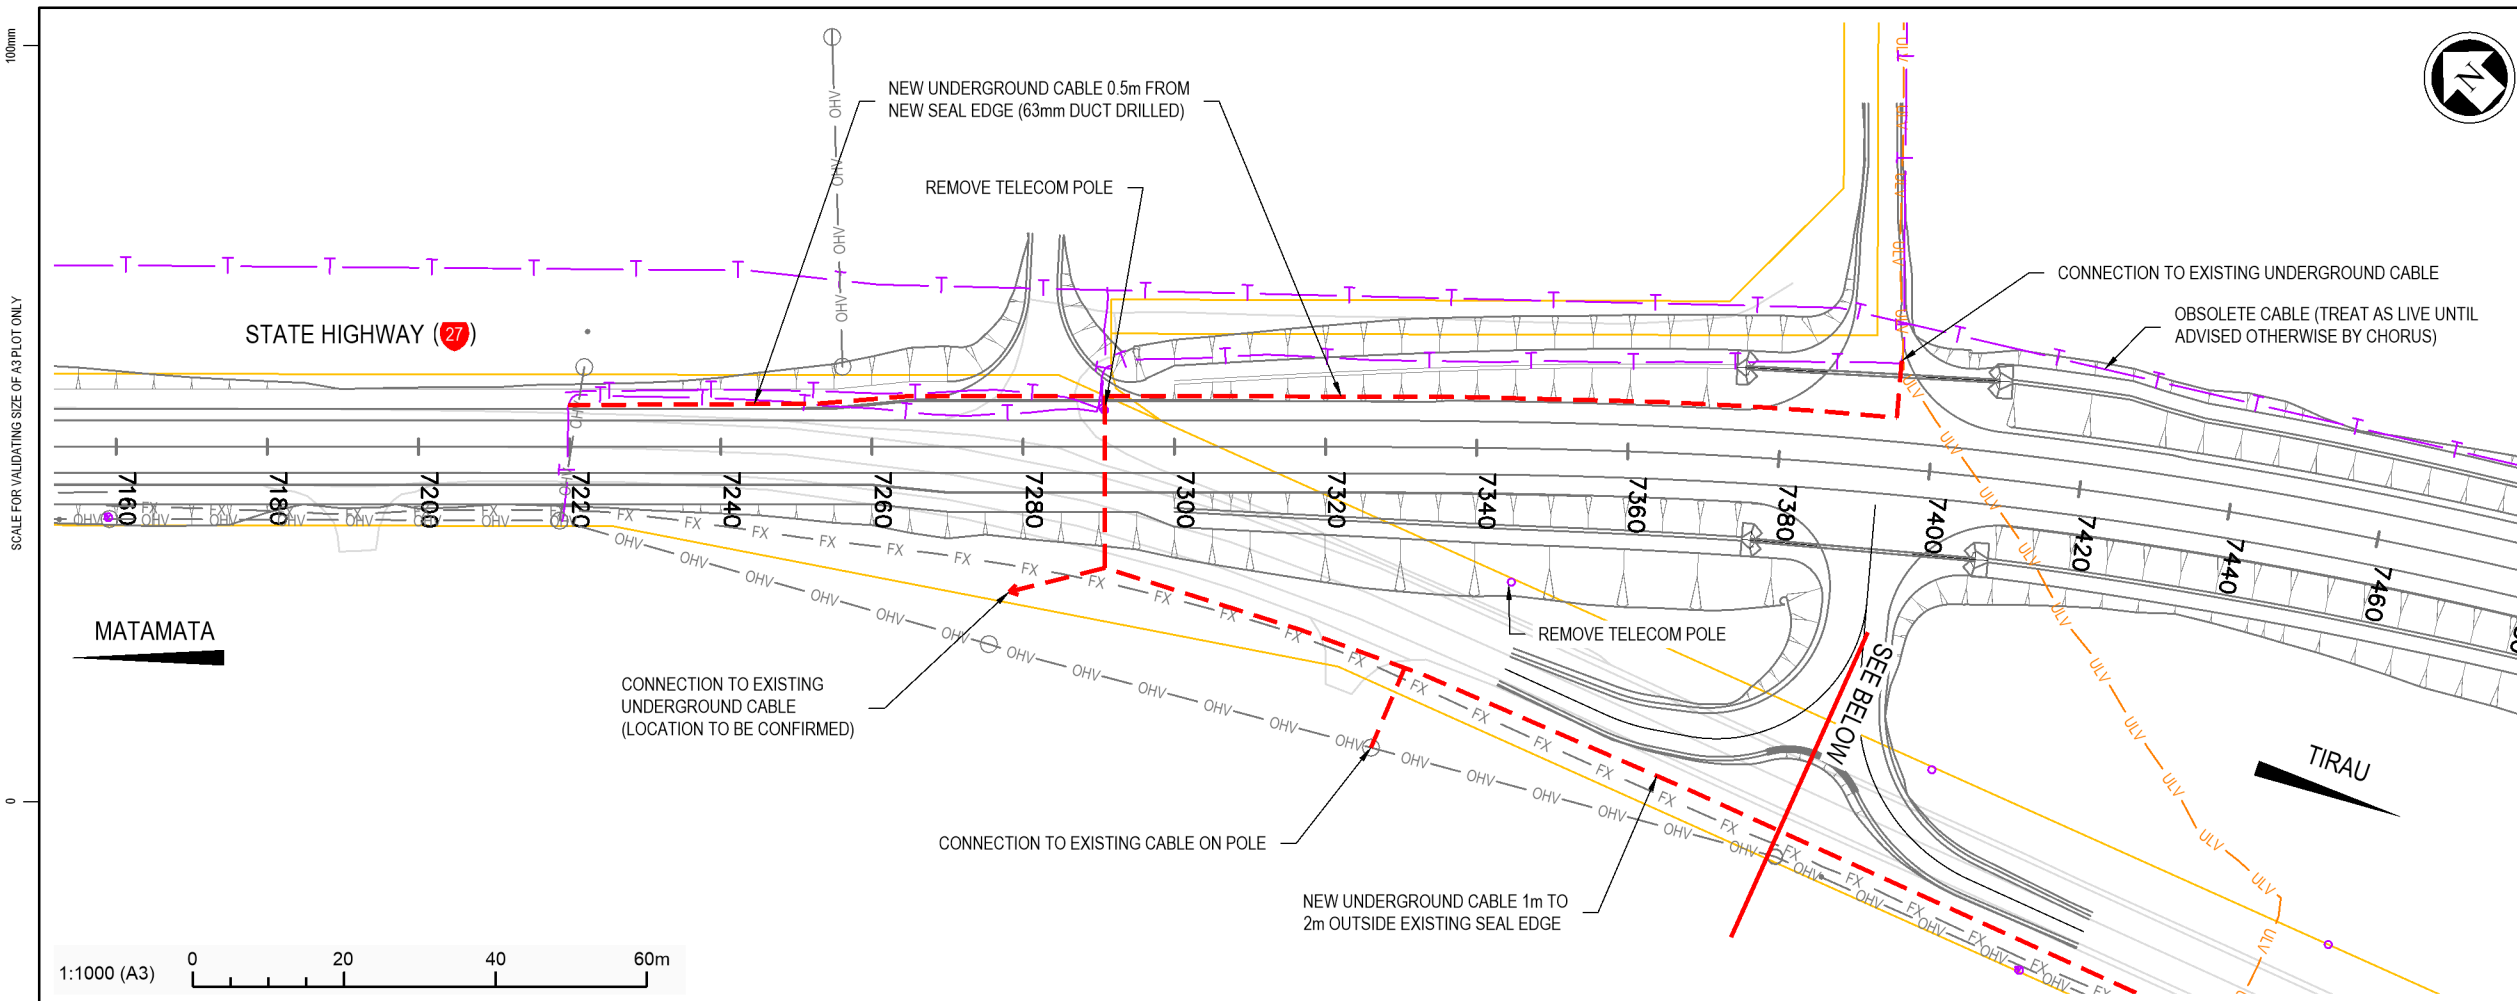 100mm
SCALE FOR VALIDATING SIZE OF A3 PLOT ONLY
0
N
NEW UNDERGROUND CABLE 0.5m FROM
NEW SEAL EDGE (63mm DUCT DRILLED)
REMOVE TELECOM POLE
CONNECTION TO EXISTING UNDERGROUND CABLE
OBSOLETE CABLE (TREAT AS LIVE UNTIL
ADVISED OTHERWISE BY CHORUS)
STATE HIGHWAY (27)
7160
7180
7200
7220
7240
7260
7280
7300
7320
7340
7360
7380
7400
7420
7440
7460
MATAMATA
REMOVE TELECOM POLE
SEE BELOW
CONNECTION TO EXISTING
UNDERGROUND CABLE
(LOCATION TO BE CONFIRMED)
TIRAU
CONNECTION TO EXISTING CABLE ON POLE
NEW UNDERGROUND CABLE 1m TO
2m OUTSIDE EXISTING SEAL EDGE
1:1000 (A3)
0 20 40 60m
OHV
FX
T
ULV